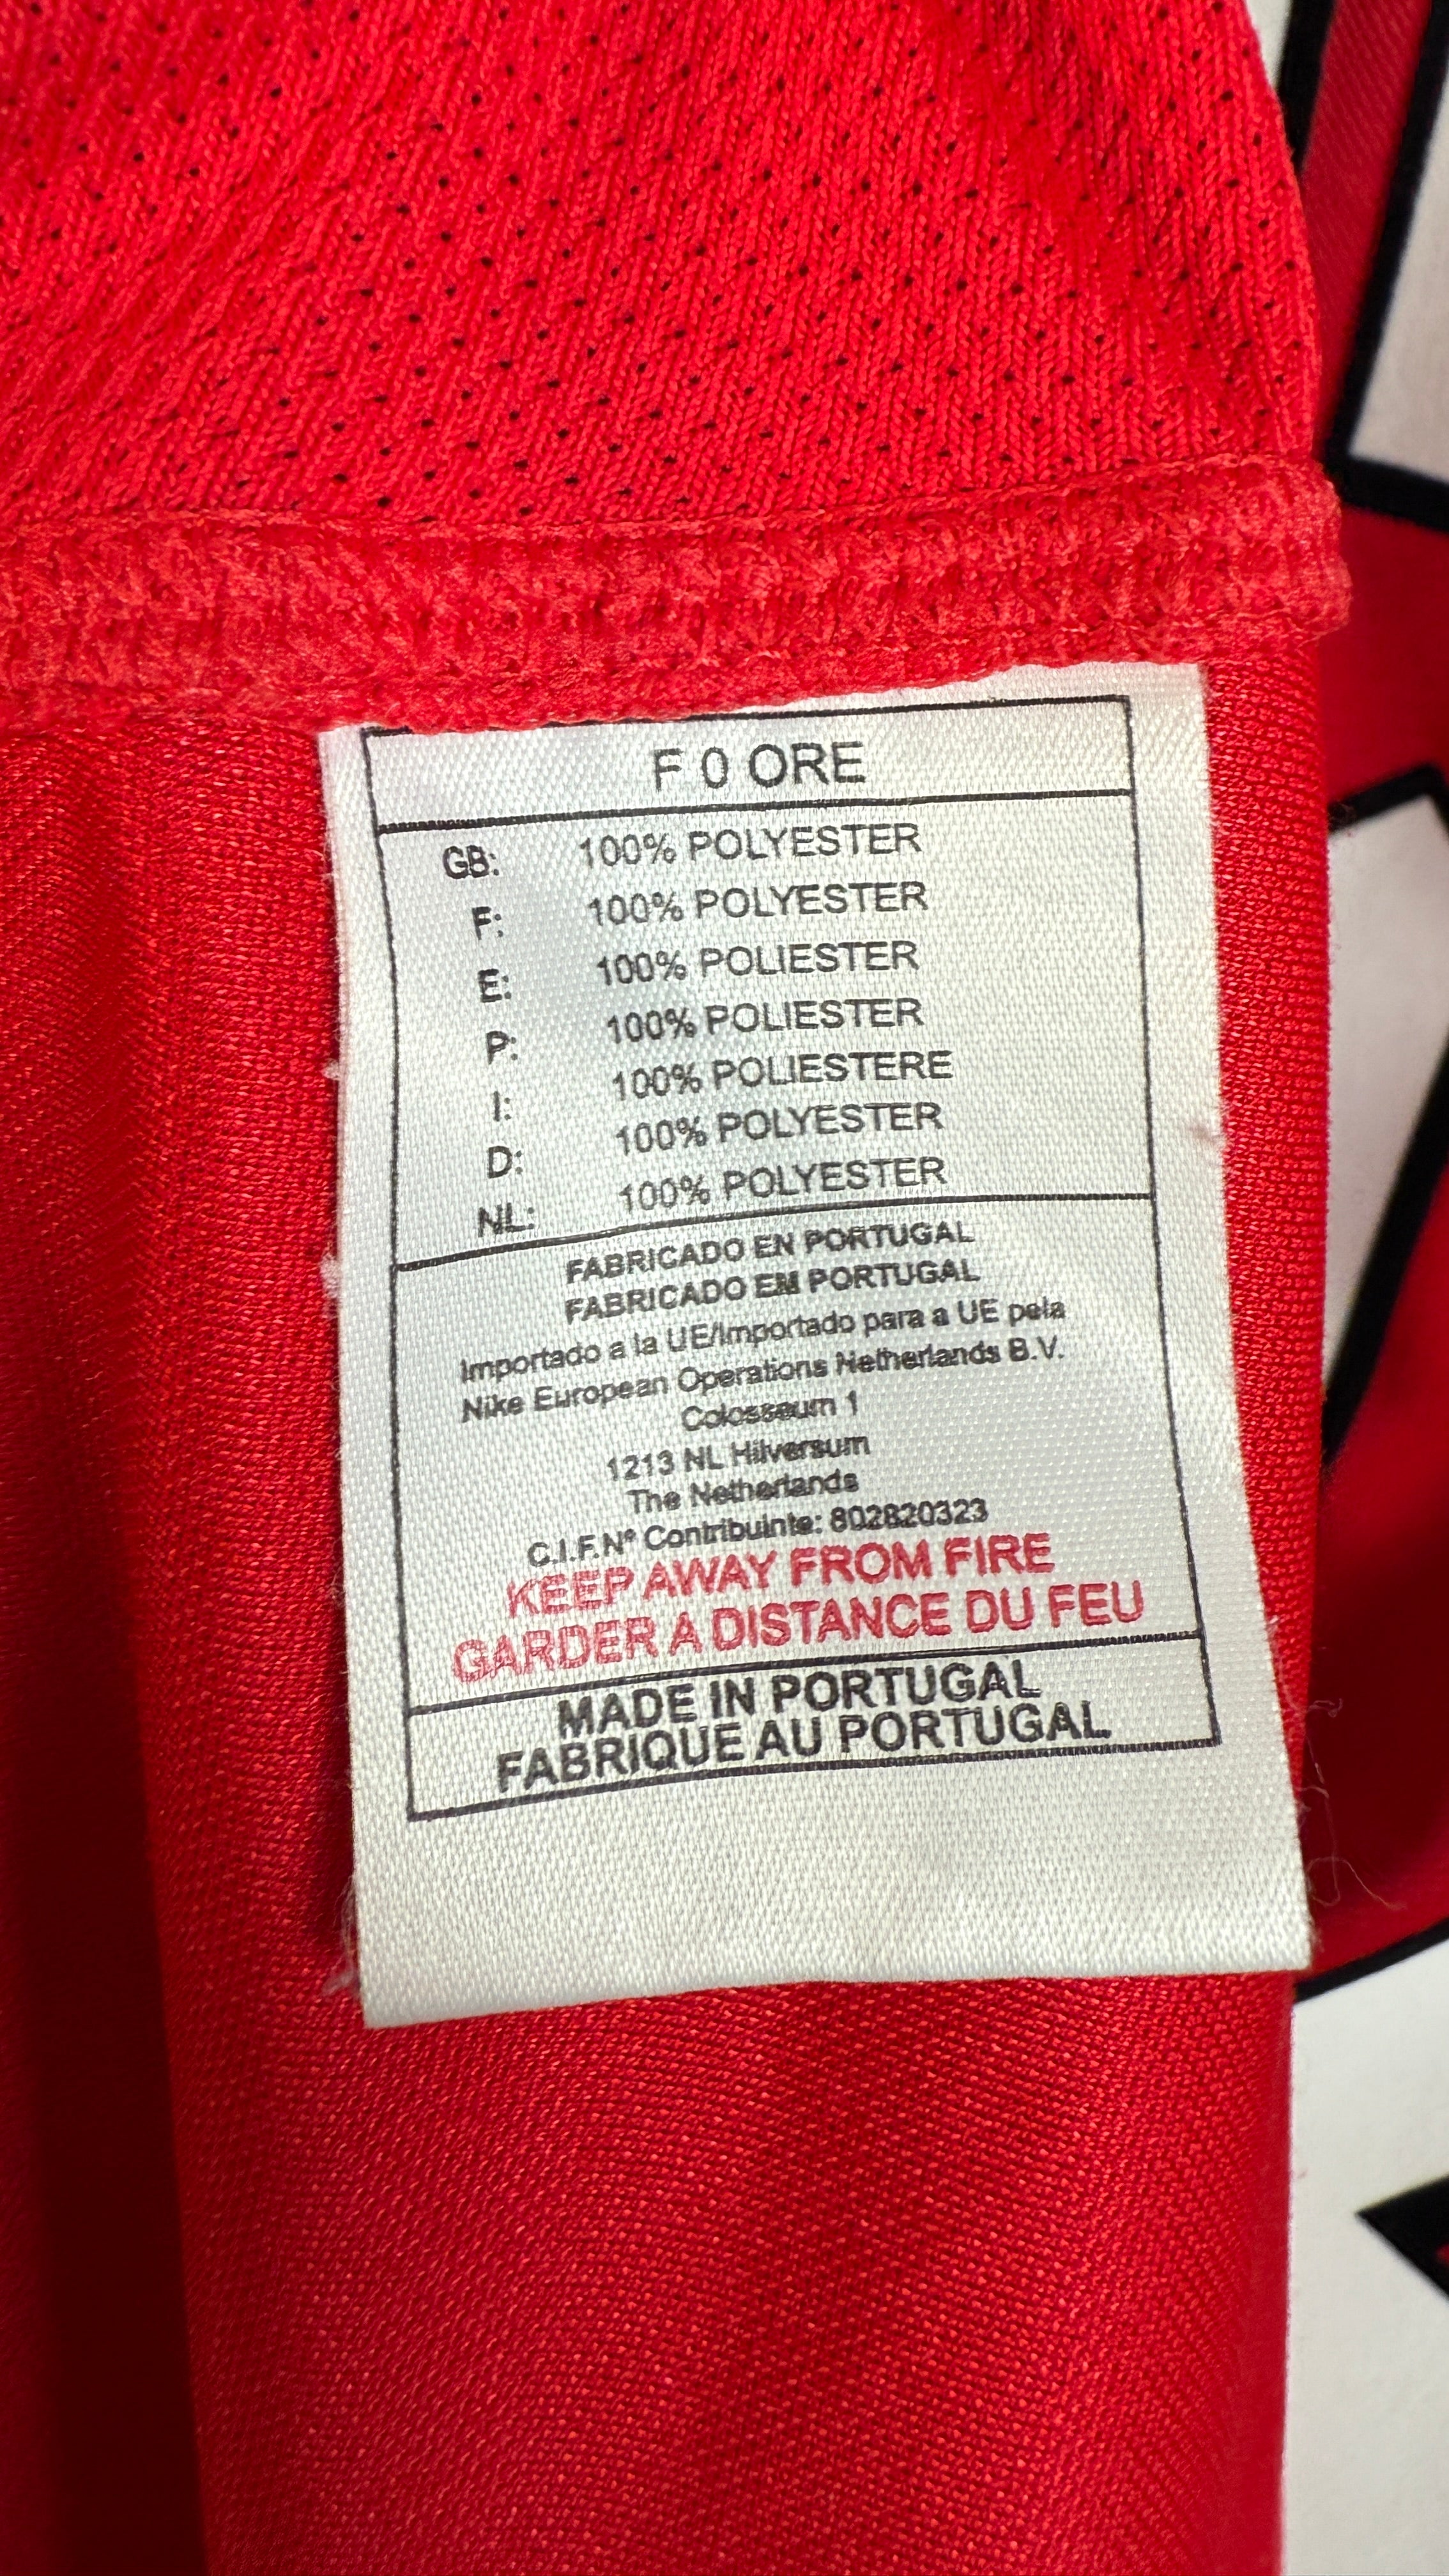 F 0 ORE
GB: 100% POLYESTER
F: 100% POLYESTER
E: 100% POLIESTER
P: 100% POLIESTER
I: 100% POLIESTERE
D: 100% POLYESTER
NL: 100% POLYESTER
FABRICADO EN PORTUGAL
FABRICADO EM PORTUGAL
Importado a la UE/Importado para a UE pela
Nike European Operations Netherlands B.V.
Colosseum 1
1213 NL Hilversum
The Netherlands
C.I.F.Nº Contribuinte: 802820323
KEEP AWAY FROM FIRE
GARDER A DISTANCE DU FEU
MADE IN PORTUGAL
FABRIQUE AU PORTUGAL